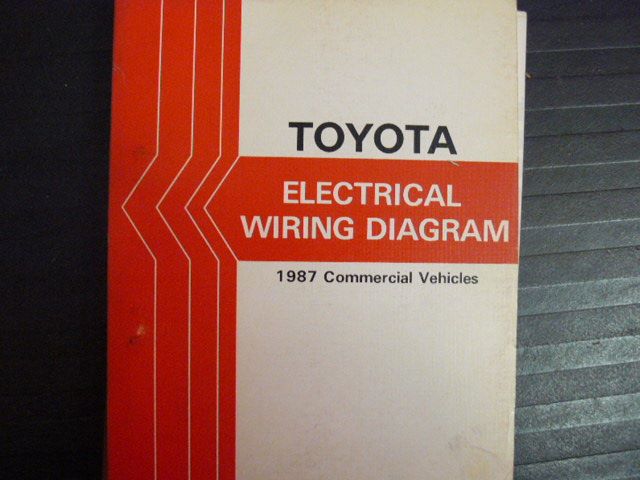 TOYOTA
ELECTRICAL
WIRING DIAGRAM
1987 Commercial Vehicles